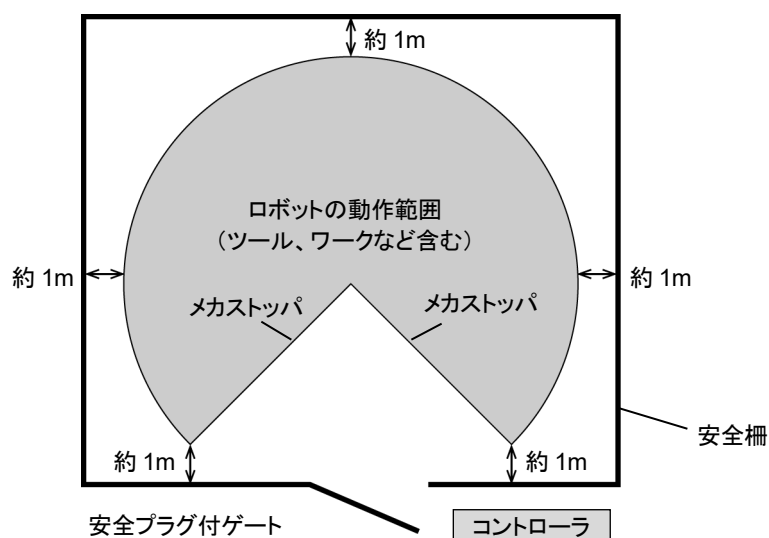 約 1m
ロボットの動作範囲
(ツール、ワークなど含む)
約 1m
約 1m
メカストッパ
メカストッパ
安全柵
約 1m
約 1m
安全プラグ付ゲート
コントローラ